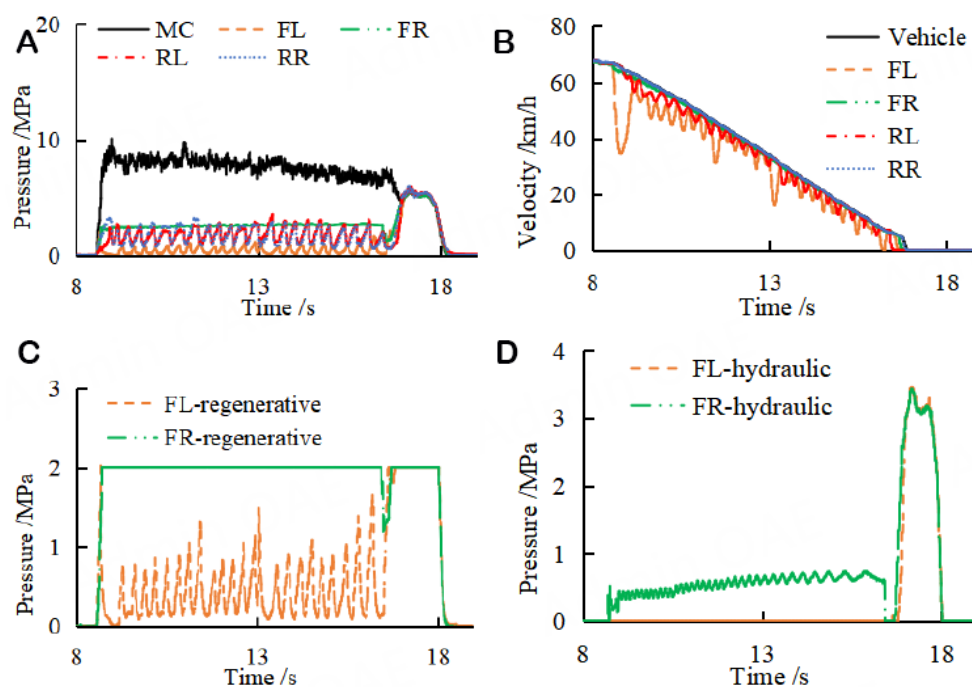 A
MC FL FR
RL RR
Pressure /MPa
20
10
0
8 13 18
Time /s
B
Vehicle
FL
FR
RL
RR
Velocity /km/h
80
60
40
20
0
8 13 18
Time /s
C
FL-regenerative
FR-regenerative
Pressure /MPa
3
2
1
0
8 13 18
Time /s
D
FL-hydraulic
FR-hydraulic
Pressure /MPa
4
3
2
1
0
8 13 18
Time /s